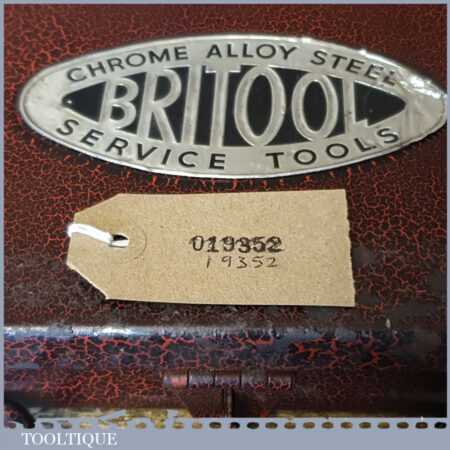 CHROME ALLOY STEEL
BRITOOL
SERVICE TOOLS
019352
19352
TOOLTIQUE